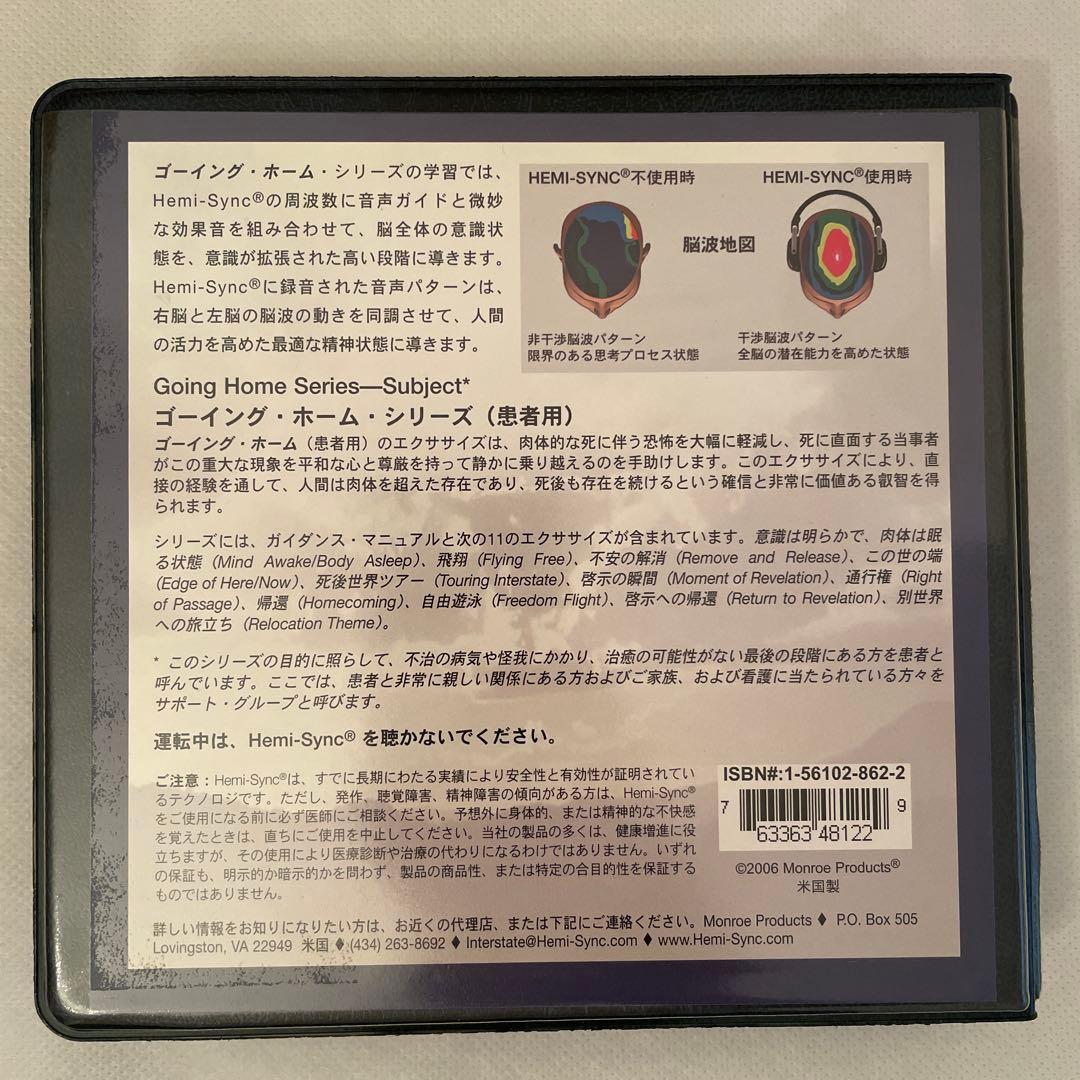 ゴーイング・ホーム・シリーズの学習では、
Hemi-Sync®の周波数に音声ガイドと微妙
な効果音を組み合わせて、脳全体の意識状
態を、意識が拡張された高い段階に導きます。
Hemi-Sync®に録音された音声パターンは、
右脳と左脳の脳波の動きを同調させて、人間
の活力を高めた最適な精神状態に導きます。
HEMI-SYNC®不使用時
HEMI-SYNC®使用時
脳波地図
非干渉脳波パターン
限界のある思考プロセス状態
干渉脳波パターン
全脳の潜在能力を高めた状態
Going Home Series—Subject*
ゴーイング・ホーム・シリーズ（患者用）
ゴーイング・ホーム（患者用）のエクササイズは、肉体的な死に伴う恐怖を大幅に軽減し、死に直面する当事者
がこの重大な現象を平和な心と尊厳を持って静かに乗り越えるのを手助けします。このエクササイズにより、直
接の経験を通して、人間は肉体を超えた存在であり、死後も存在を続けるという確信と非常に価値ある叡智を得
られます。
シリーズには、ガイダンス・マニュアルと次の11のエクササイズが含まれています。意識は明らかで、肉体は眠
る状態（Mind Awake/Body Asleep）、飛翔（Flying Free）、不安の解消（Remove and Release）、この世の端
（Edge of Here/Now）、死後世界ツアー（Touring Interstate）、啓示の瞬間（Moment of Revelation）、通行権（Right
of Passage）、帰還（Homecoming）、自由遊泳（Freedom Flight）、啓示への帰還（Return to Revelation）、別世界
への旅立ち（Relocation Theme）。
* このシリーズの目的に照らして、不治の病気や怪我にかかり、治癒の可能性がない最後の段階にある方を患者と
呼んでいます。ここでは、患者と非常に親しい関係にある方およびご家族、および看護に当たられている方々を
サポート・グループと呼びます。
運転中は、Hemi-Sync® を聴かないでください。
ご注意：Hemi-Sync®は、すでに長期にわたる実績により安全性と有効性が証明されてい
るテクノロジです。ただし、発作、聴覚障害、精神障害の傾向がある方は、Hemi-Sync®
をご使用になる前に必ず医師にご相談ください。予想外に身体的、または精神的な不快感
を覚えたときは、直ちにご使用を中止してください。当社の製品の多くは、健康増進に役
立ちますが、その使用により医療診断や治療の代わりになるわけではありません。いずれ
の保証も、明示的か暗示的かを問わず、製品の商品性、または特定の合目的性を保証する
ものではありません。
ISBN#:1-56102-862-2
7 63363 48122 9
©2006 Monroe Products®
米国製
詳しい情報をお知りになりたい方は、お近くの代理店、または下記にご連絡ください。Monroe Products ♦ P.O. Box 505
Lovingston, VA 22949 米国 ♦ (434) 263-8692 ♦ Interstate@Hemi-Sync.com ♦ www.Hemi-Sync.com